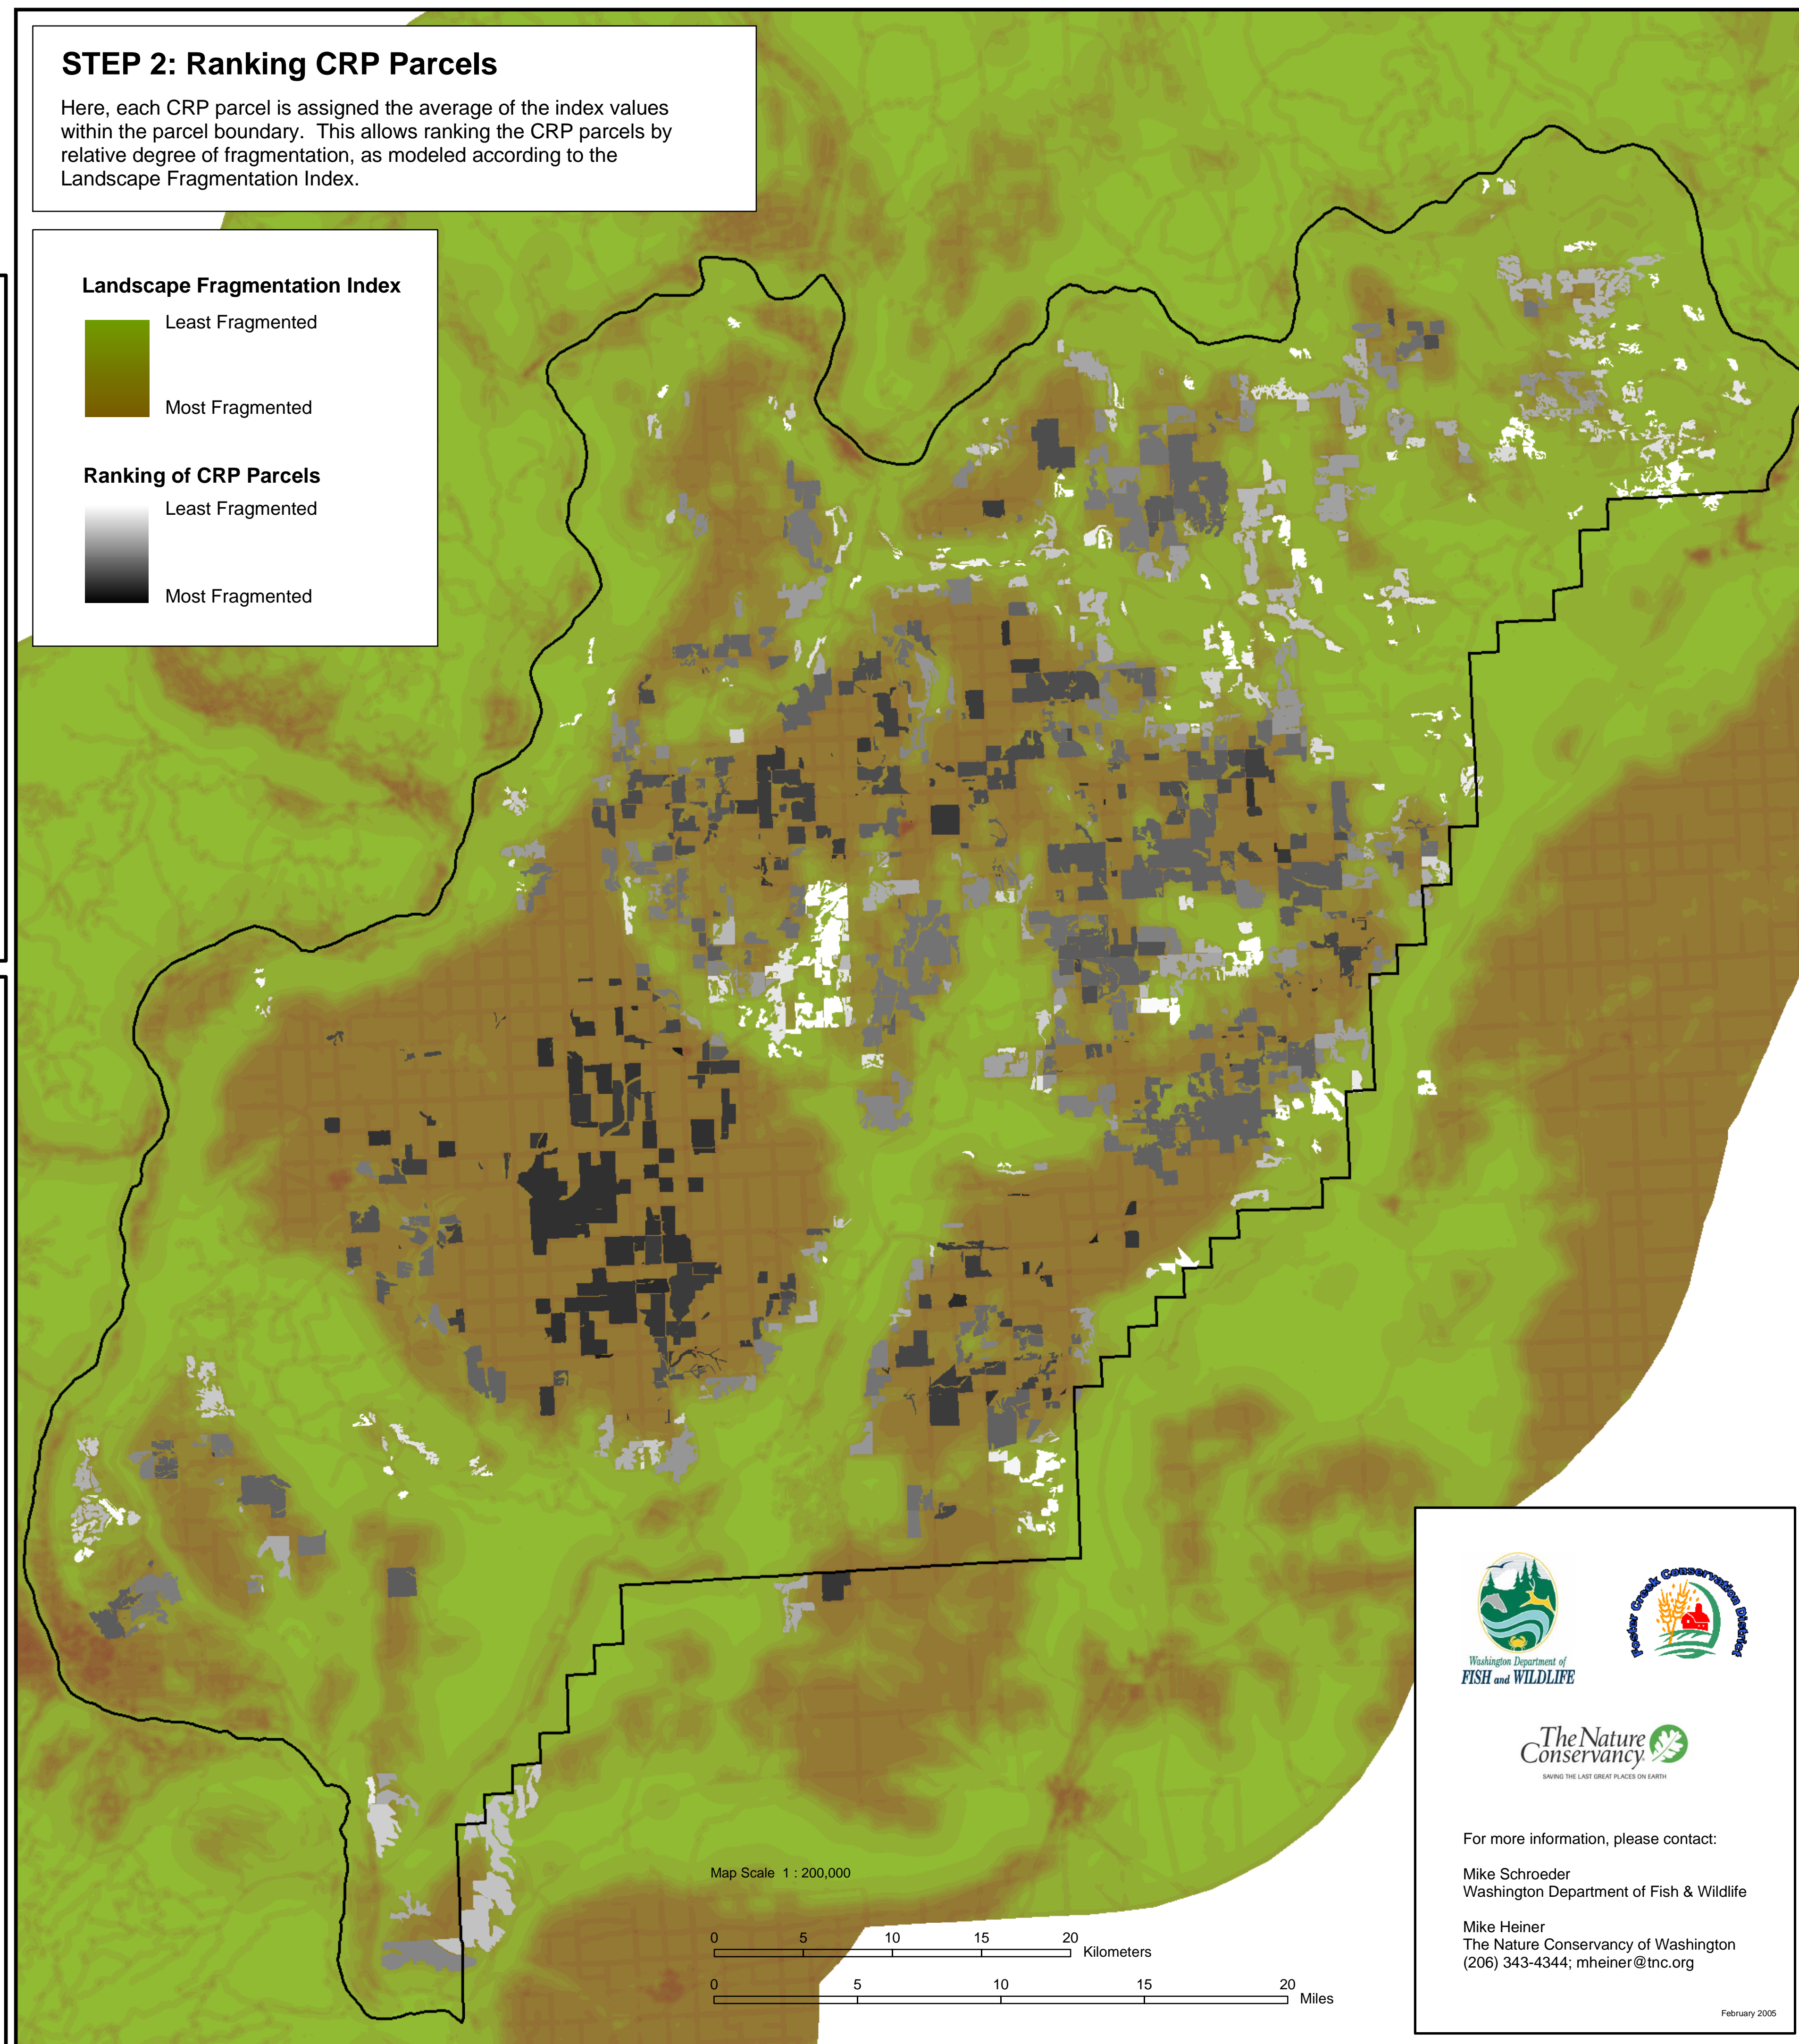 STEP 2: Ranking CRP Parcels
Here, each CRP parcel is assigned the average of the index values
within the parcel boundary.  This allows ranking the CRP parcels by
relative degree of fragmentation, as modeled according to the
Landscape Fragmentation Index.
Landscape Fragmentation Index
Least Fragmented
Most Fragmented
Ranking of CRP Parcels
Least Fragmented
Most Fragmented
Map Scale  1 : 200,000
0 5 10 15 20
Kilometers
0 5 10 15 20
Miles
Washington Department of
FISH and WILDLIFE
Foster Creek Conservation District
The Nature
Conservancy
SAVING THE LAST GREAT PLACES ON EARTH
For more information, please contact:
Mike Schroeder
Washington Department of Fish & Wildlife
Mike Heiner
The Nature Conservancy of Washington
(206) 343-4344; mheiner@tnc.org
February 2005